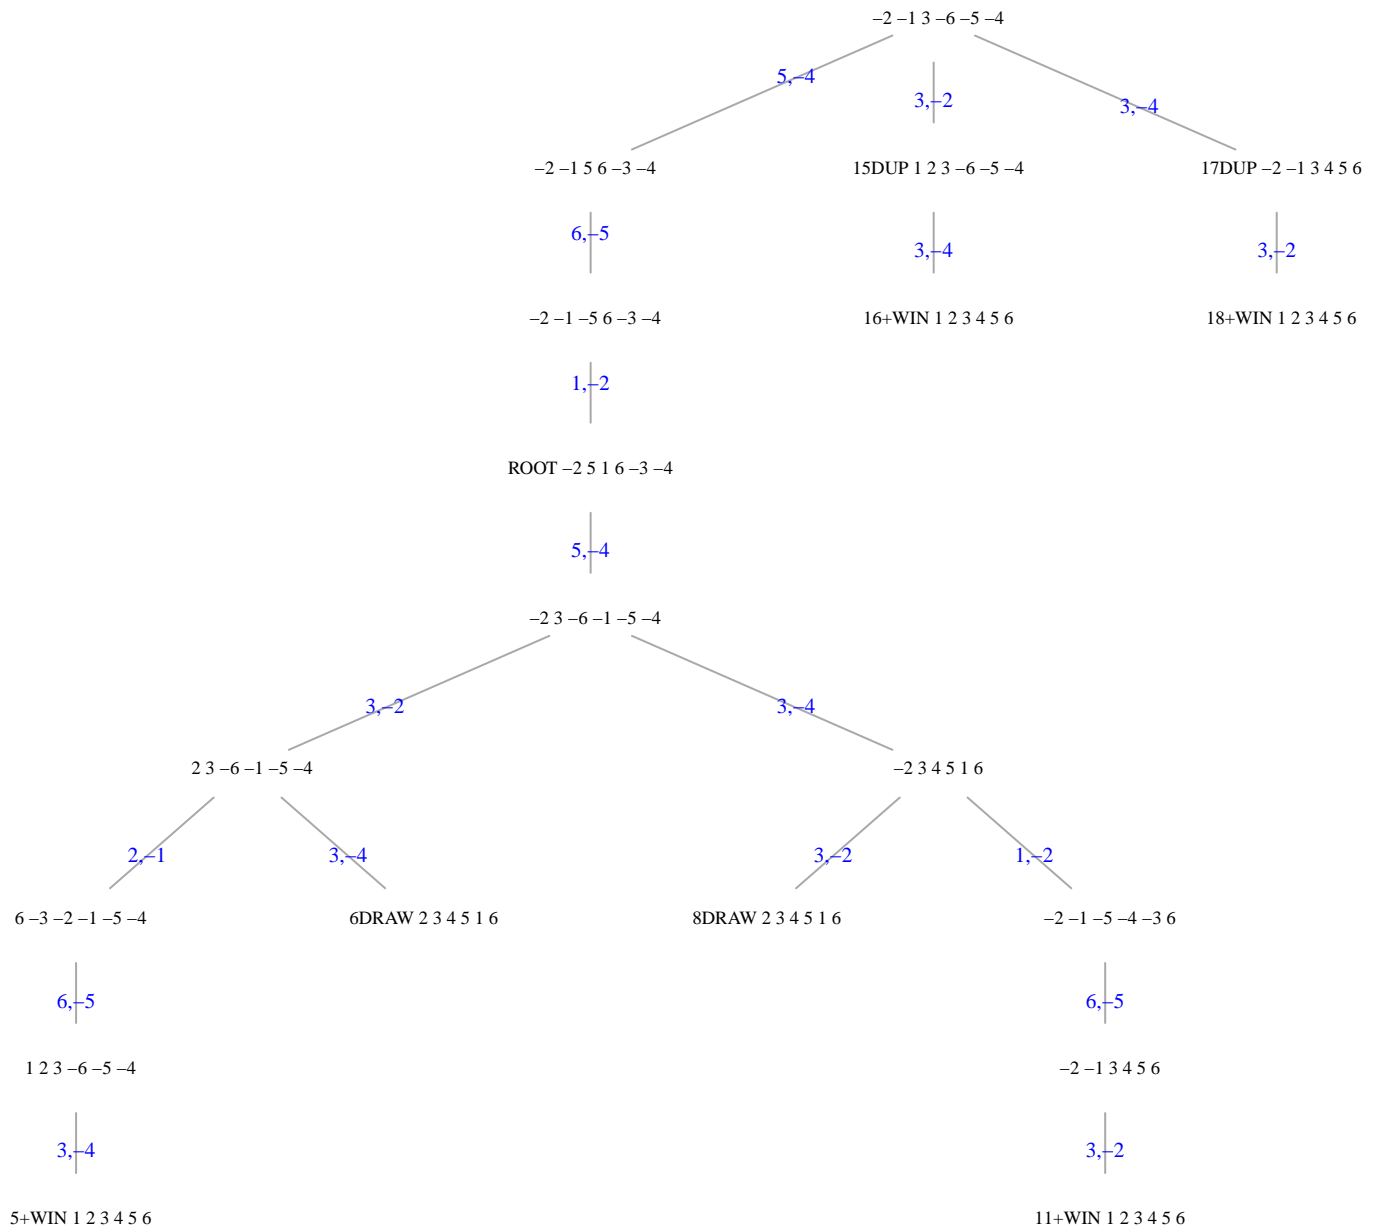 –2 –1 3 –6 –5 –4
5,–4
3,–2
3,–4
–2 –1 5 6 –3 –4
15DUP 1 2 3 –6 –5 –4
17DUP –2 –1 3 4 5 6
6,–5
3,–4
3,–2
–2 –1 –5 6 –3 –4
16+WIN 1 2 3 4 5 6
18+WIN 1 2 3 4 5 6
1,–2
ROOT –2 5 1 6 –3 –4
5,–4
–2 3 –6 –1 –5 –4
3,–2
3,–4
2 3 –6 –1 –5 –4
–2 3 4 5 1 6
2,–1
3,–4
3,–2
1,–2
6 –3 –2 –1 –5 –4
6DRAW 2 3 4 5 1 6
8DRAW 2 3 4 5 1 6
–2 –1 –5 –4 –3 6
6,–5
6,–5
1 2 3 –6 –5 –4
–2 –1 3 4 5 6
3,–4
3,–2
5+WIN 1 2 3 4 5 6
11+WIN 1 2 3 4 5 6